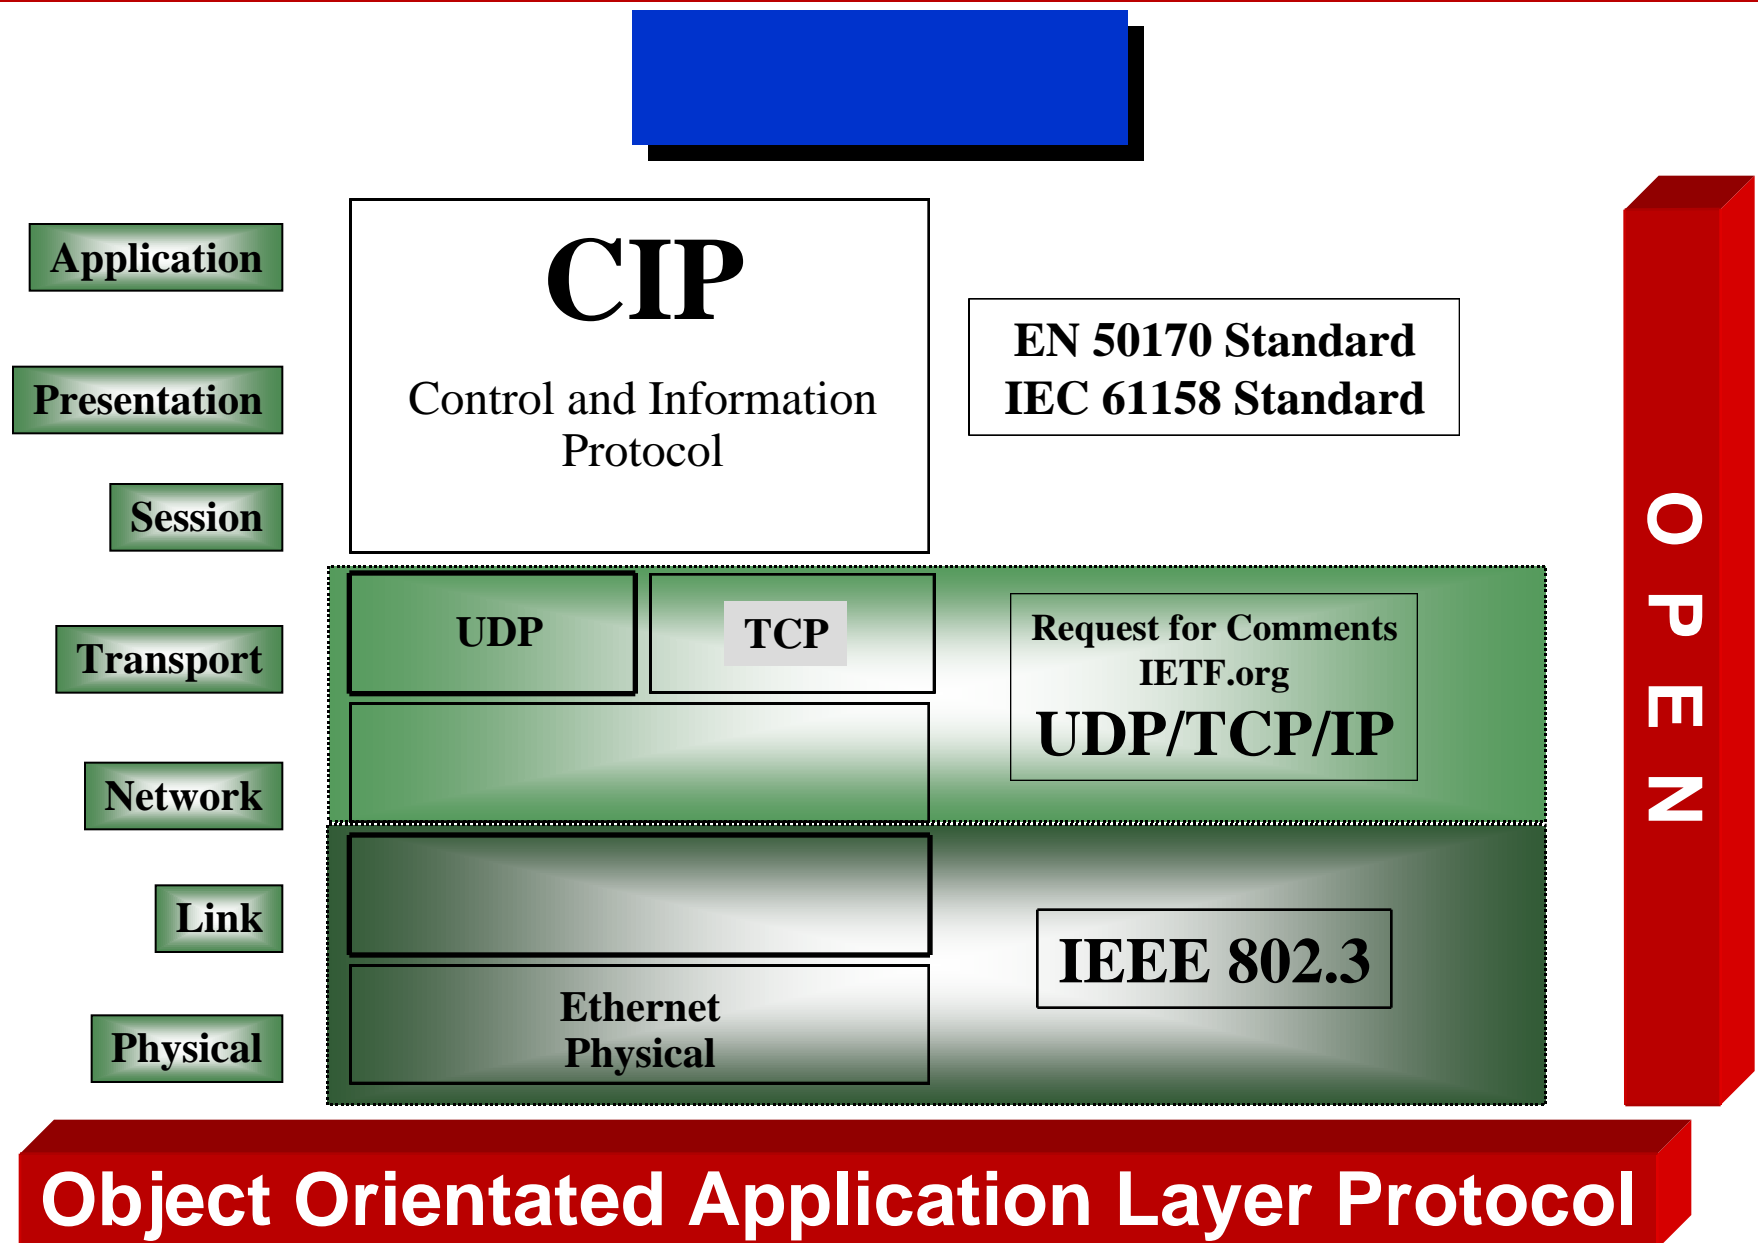 Application
Presentation
Session
Transport
Network
Link
Physical
CIP
Control and Information
Protocol
EN 50170 Standard
IEC 61158 Standard
UDP
TCP
Request for Comments
IETF.org
UDP/TCP/IP
IEEE 802.3
Ethernet
Physical
OPEN
Object Orientated Application Layer Protocol